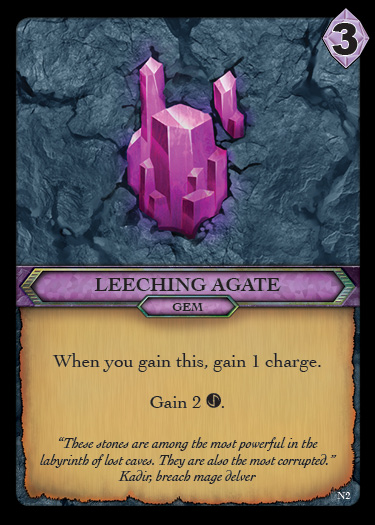 3
LEECHING AGATE
GEM
When you gain this, gain 1 charge.
Gain 2 .
“These stones are among the most powerful in the
labyrinth of lost caves. They are also the most corrupted.”
Kadir, breach mage delver
N2